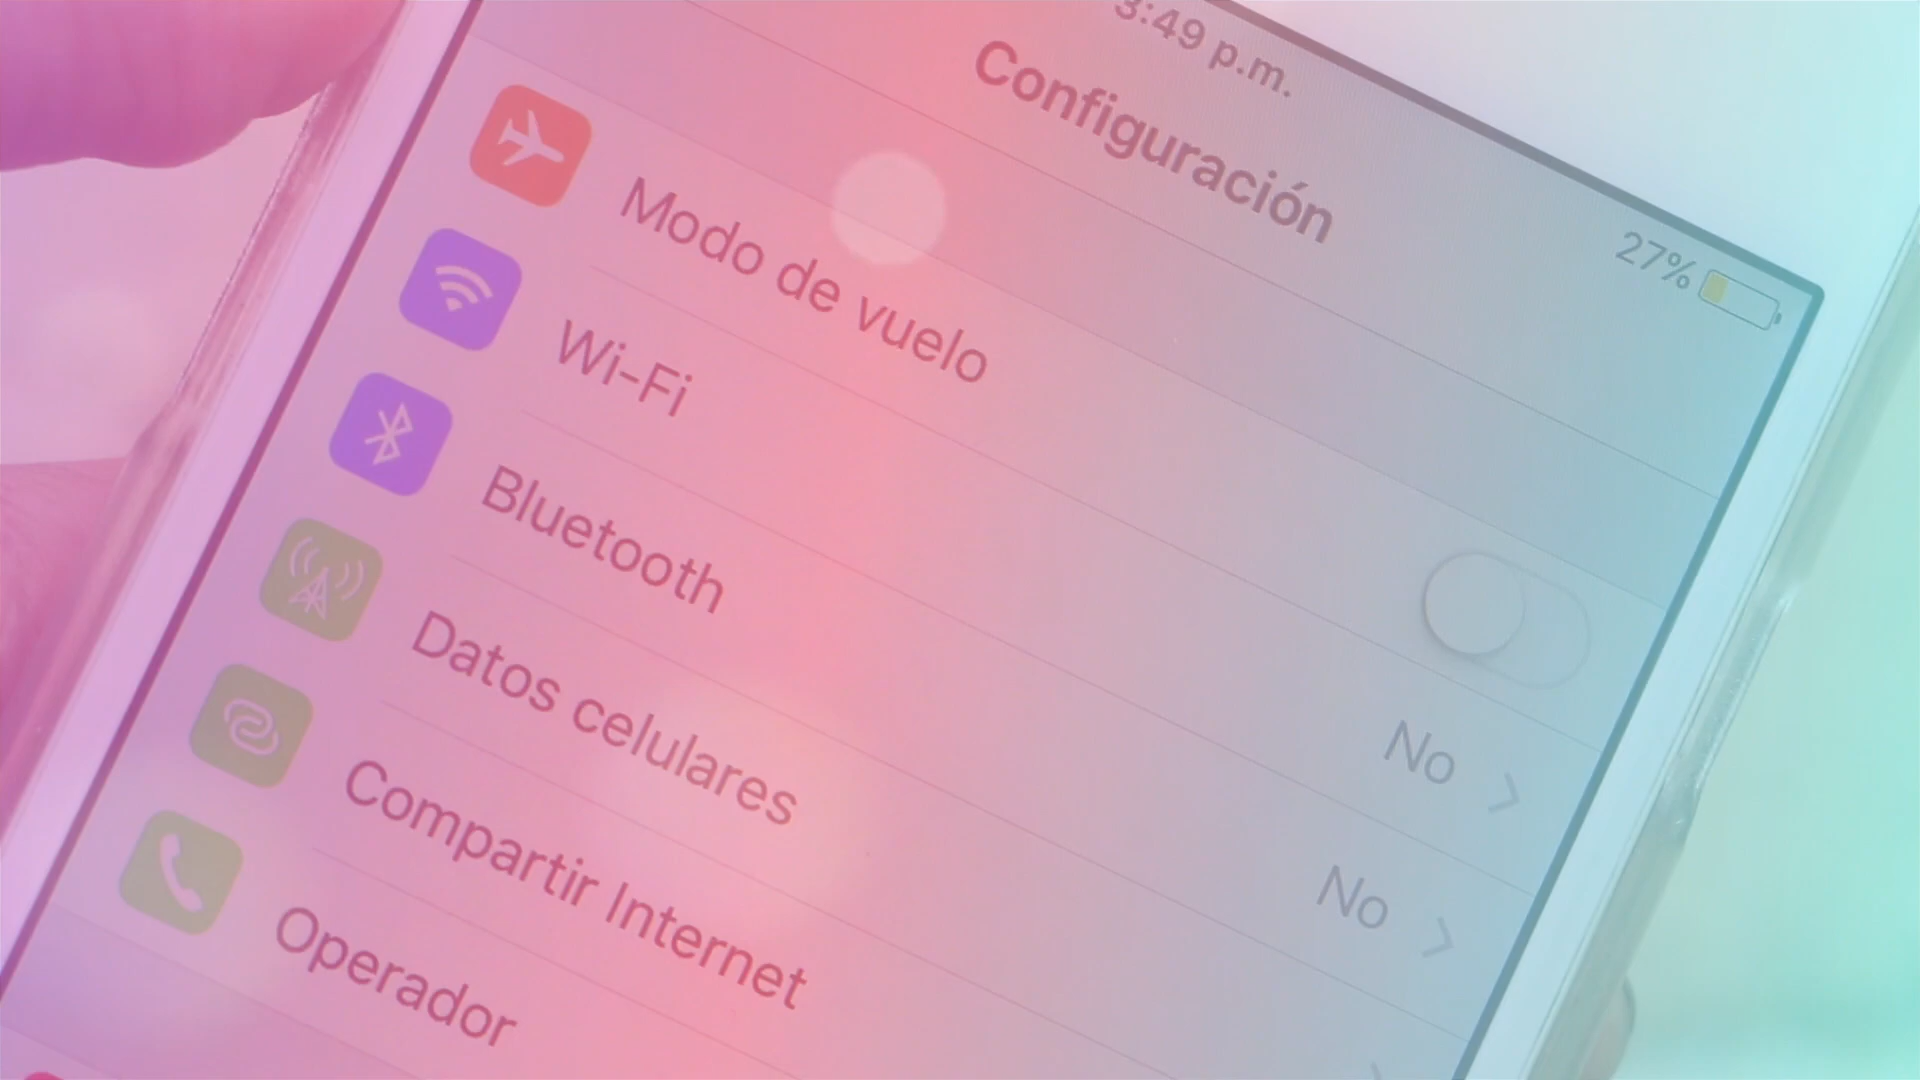 3:49 p.m.
27%
Configuración
Modo de vuelo
Wi-Fi
No
Bluetooth
No
Datos celulares
Compartir Internet
Operador